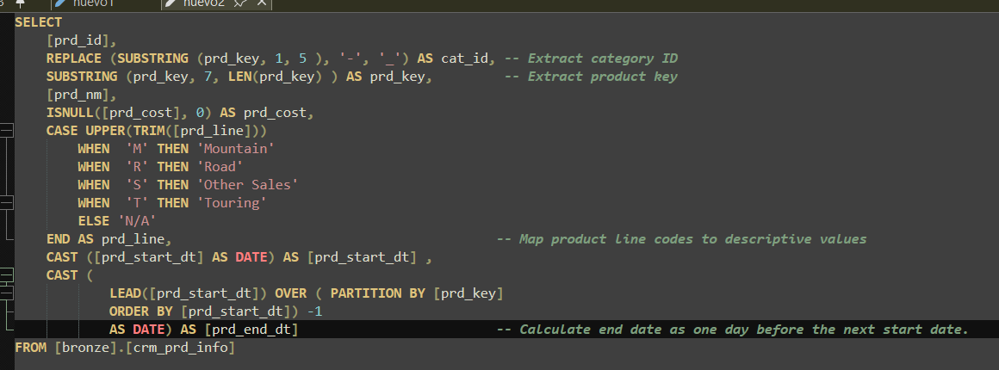 nuevo1 nuevo2
SELECT
[prd_id],
REPLACE (SUBSTRING (prd_key, 1, 5 ), '-', '_') AS cat_id, -- Extract category ID
SUBSTRING (prd_key, 7, LEN(prd_key) ) AS prd_key, -- Extract product key
[prd_nm],
ISNULL([prd_cost], 0) AS prd_cost,
CASE UPPER(TRIM([prd_line]))
WHEN 'M' THEN 'Mountain'
WHEN 'R' THEN 'Road'
WHEN 'S' THEN 'Other Sales'
WHEN 'T' THEN 'Touring'
ELSE 'N/A'
END AS prd_line, -- Map product line codes to descriptive values
CAST ([prd_start_dt] AS DATE) AS [prd_start_dt] ,
CAST (
LEAD([prd_start_dt]) OVER ( PARTITION BY [prd_key]
ORDER BY [prd_start_dt]) -1
AS DATE) AS [prd_end_dt] -- Calculate end date as one day before the next start date.
FROM [bronze].[crm_prd_info]